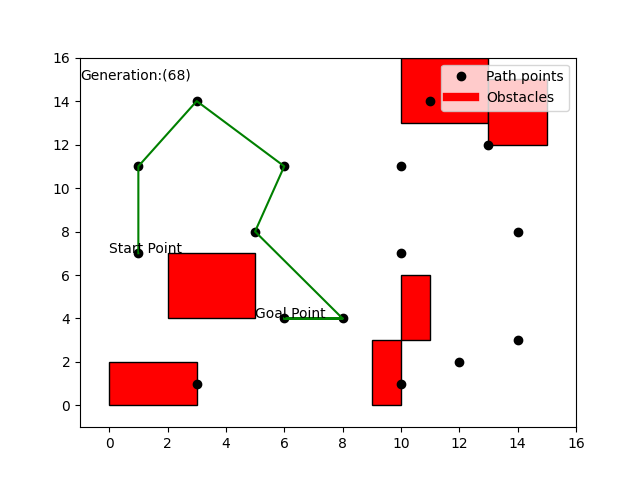 16
Generation:(68)
Path points
14
Obstacles
12
10
8
Start Point
6
Goal Point
4
2
0
0 2 4 6 8 10 12 14 16